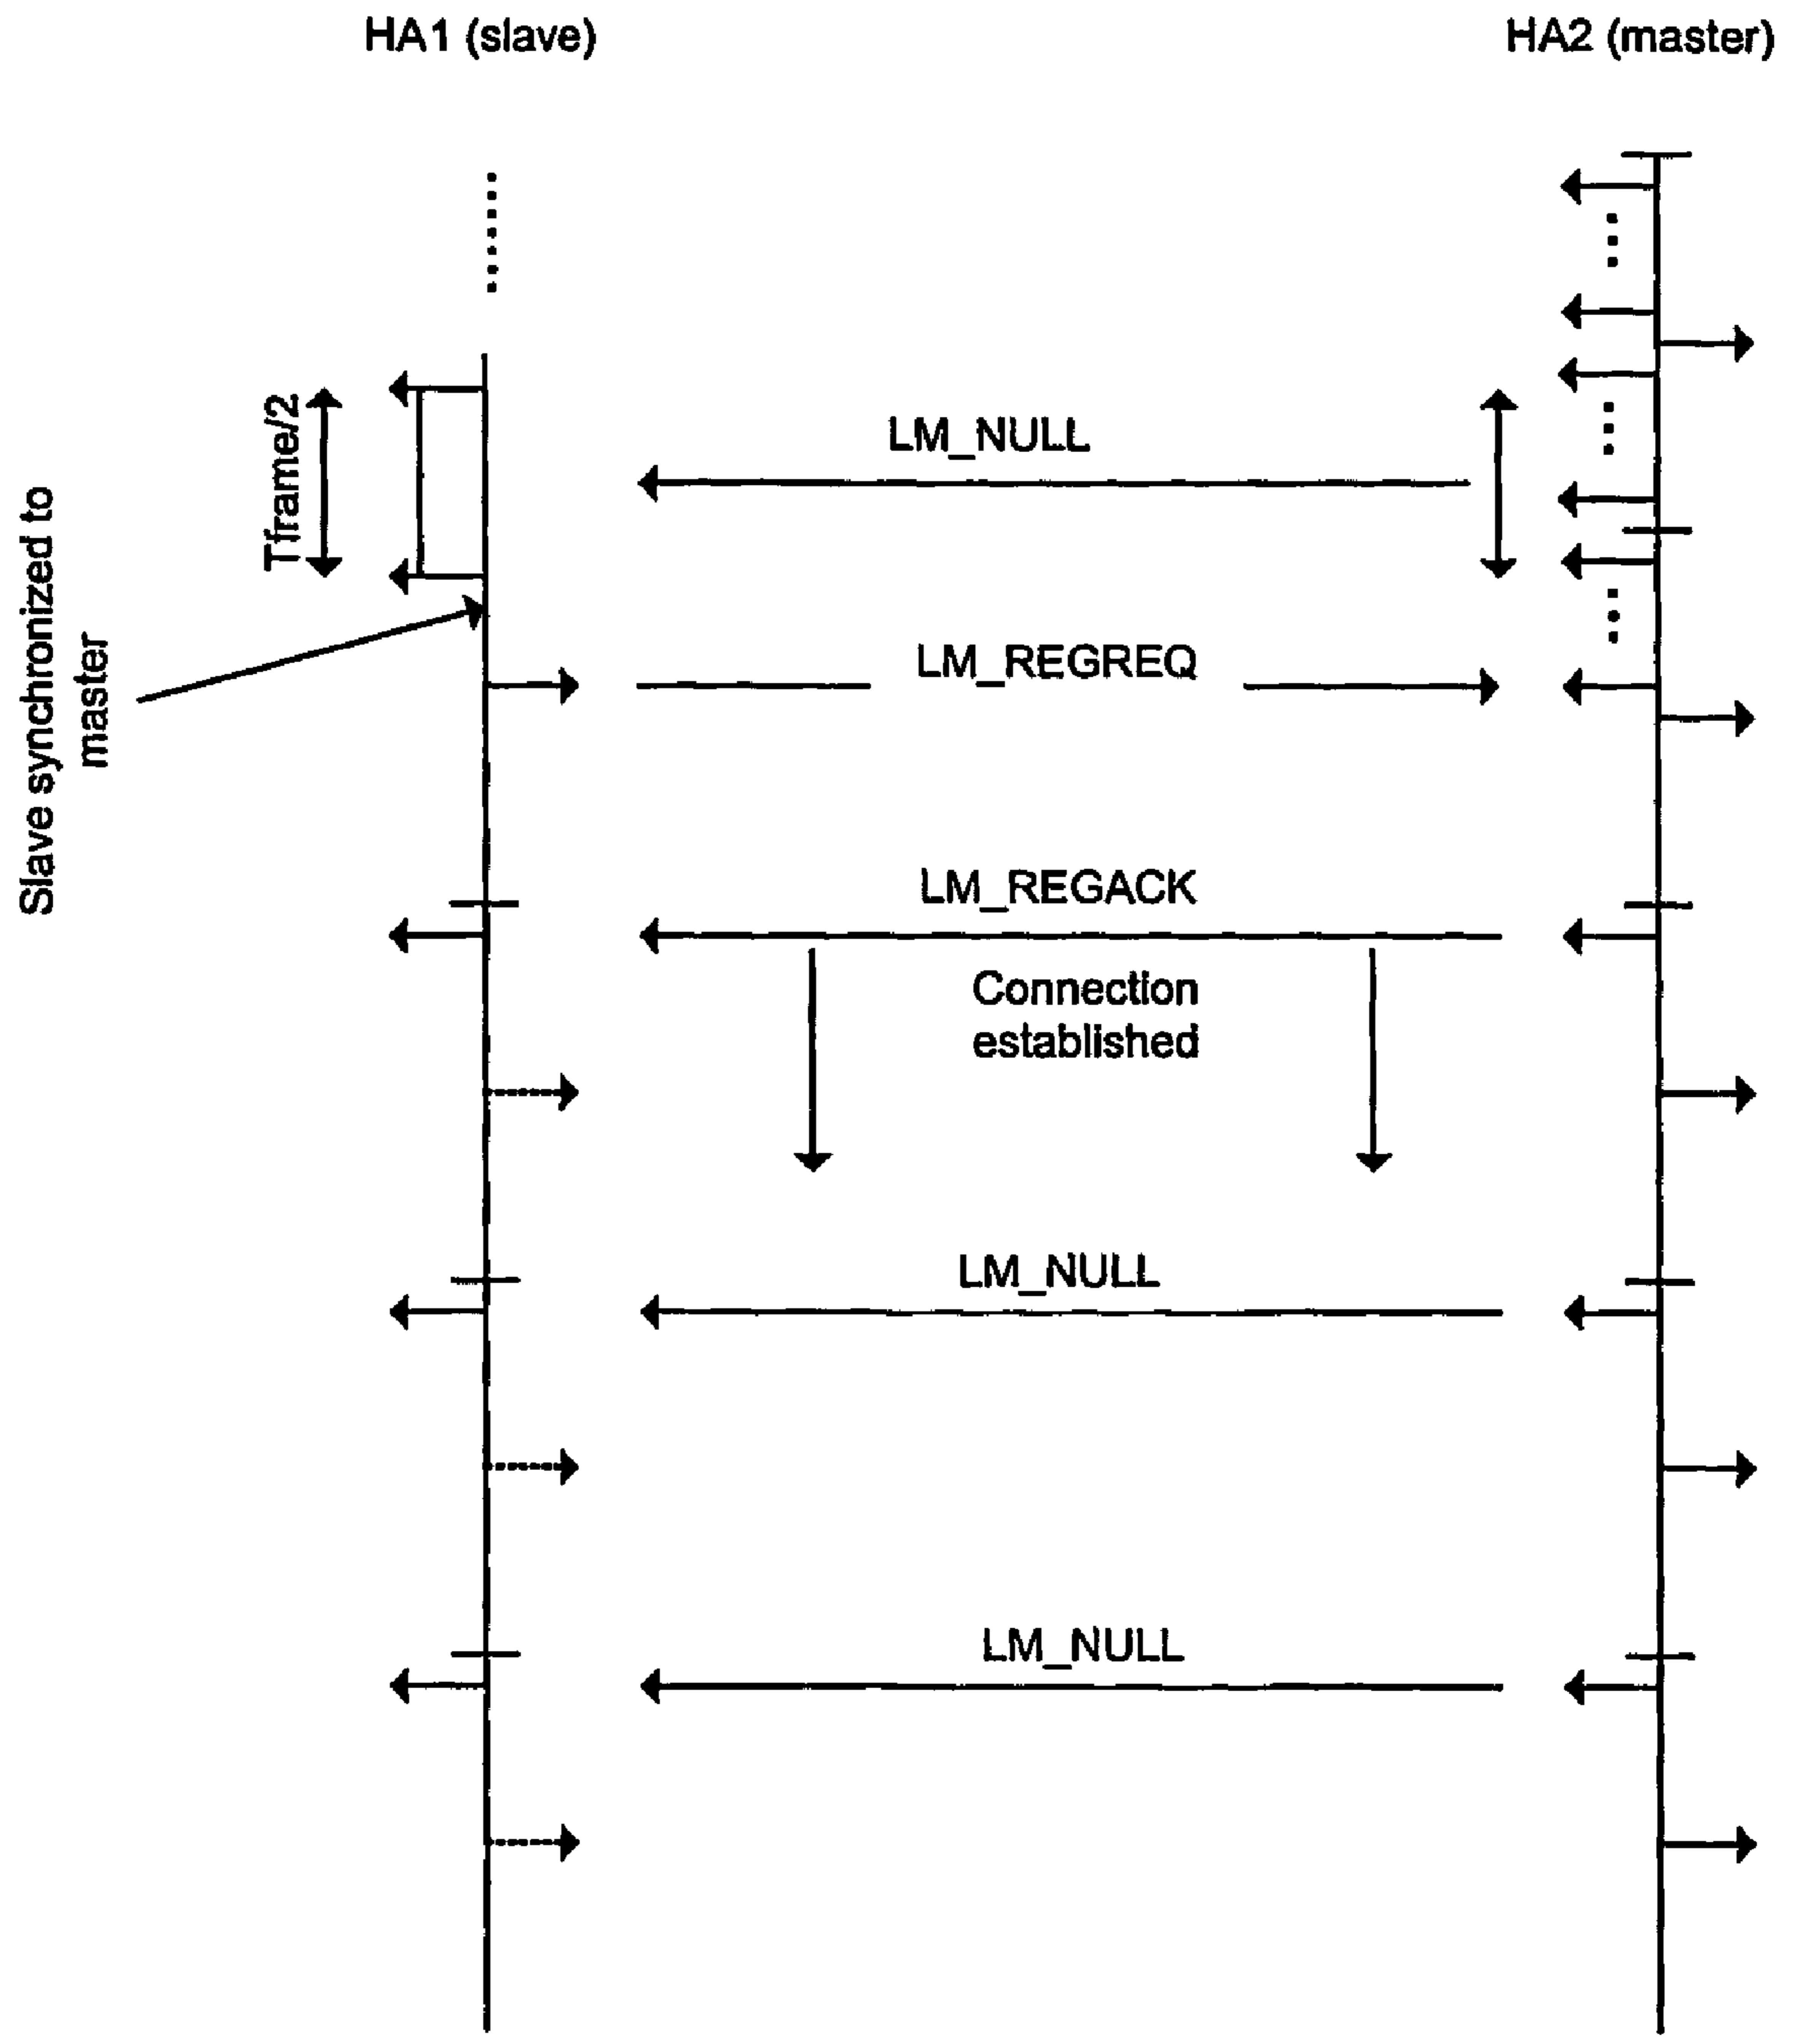 HA1 (slave)
HA2 (master)
Tframe/2
LM_NULL
Slave synchronized to
master
LM_REGREQ
LM_REGACK
Connection
established
LM_NULL
LM_NULL